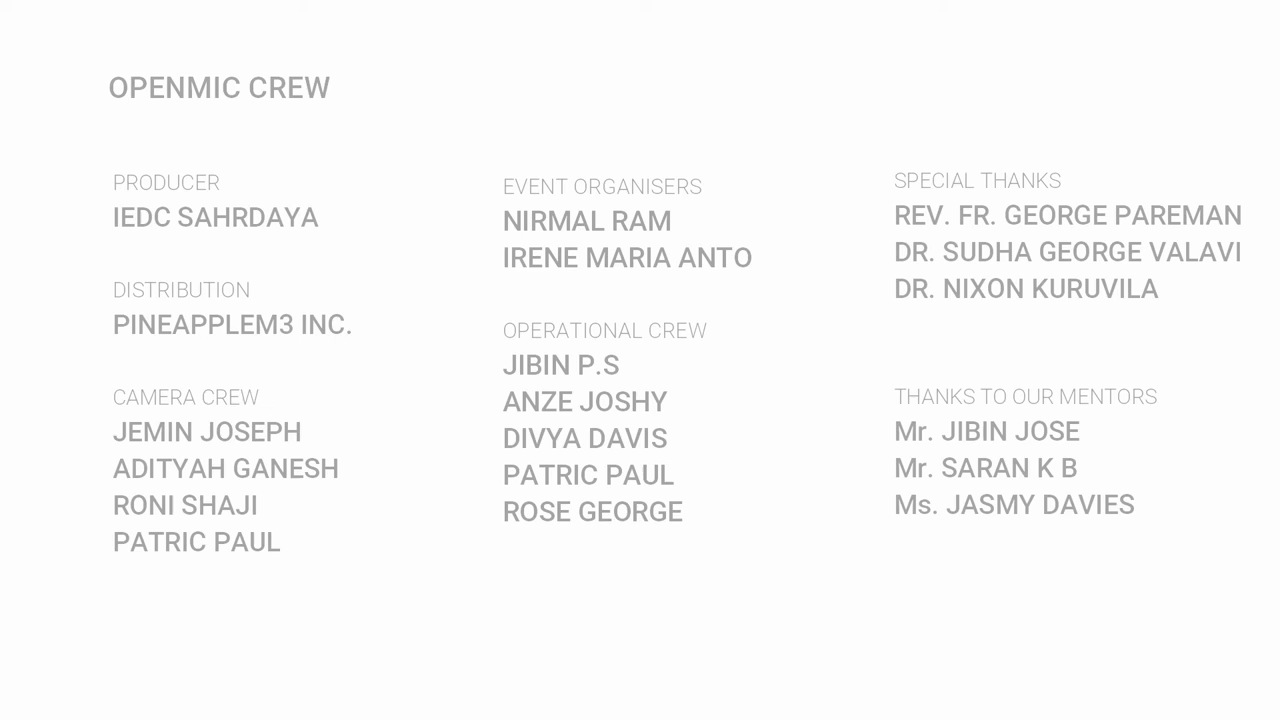 OPENMIC CREW
PRODUCER
IEDC SAHRDAYA
DISTRIBUTION
PINEAPPLEM3 INC.
CAMERA CREW
JEMIN JOSEPH
ADITYAH GANESH
RONI SHAJI
PATRIC PAUL
EVENT ORGANISERS
NIRMAL RAM
IRENE MARIA ANTO
OPERATIONAL CREW
JIBIN P.S
ANZE JOSHY
DIVYA DAVIS
PATRIC PAUL
ROSE GEORGE
SPECIAL THANKS
REV. FR. GEORGE PAREMAN
DR. SUDHA GEORGE VALAVI
DR. NIXON KURUVILA
THANKS TO OUR MENTORS
Mr. JIBIN JOSE
Mr. SARAN K B
Ms. JASMY DAVIES